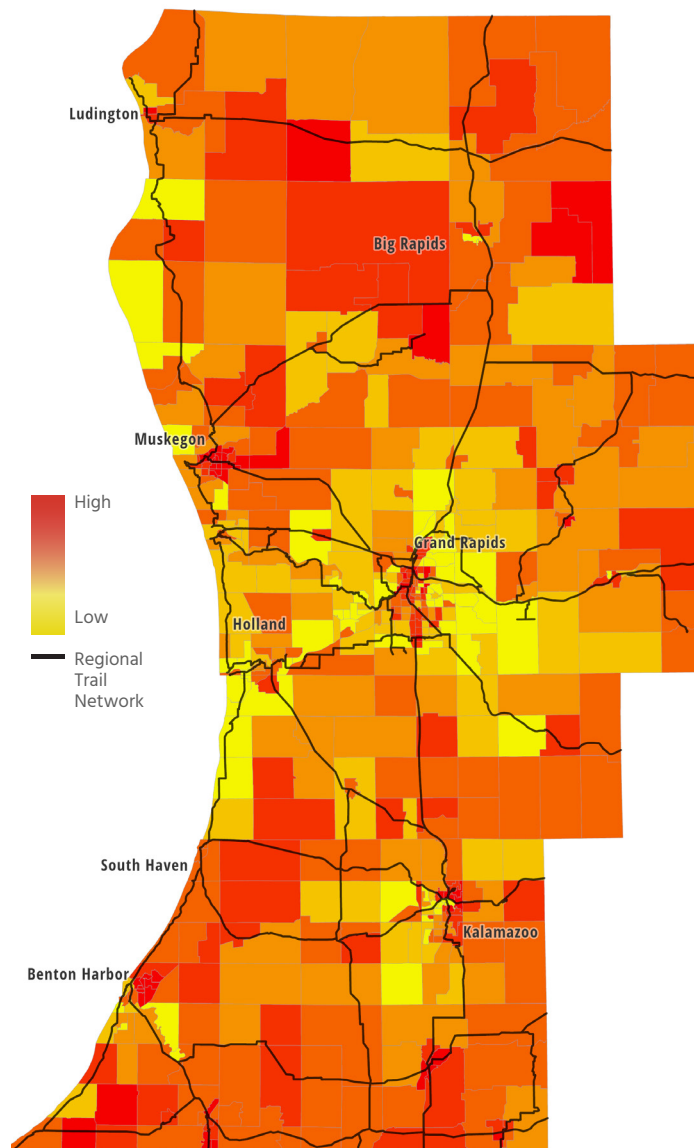 Ludington
Big Rapids
Muskegon
High
Grand Rapids
Low
Holland
Regional
Trail
Network
South Haven
Kalamazoo
Benton Harbor